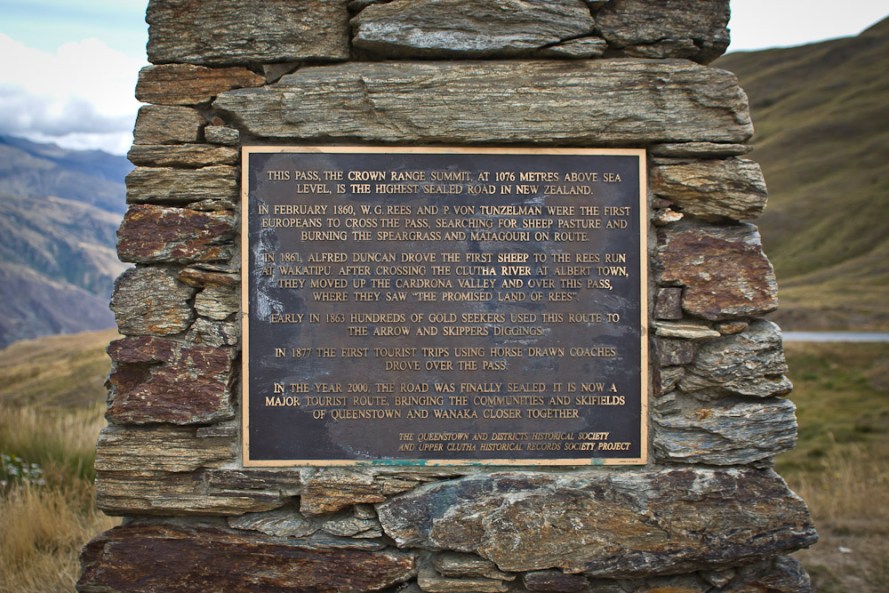 THIS PASS, THE CROWN RANGE SUMMIT, AT 1076 METRES ABOVE SEA
LEVEL, IS THE HIGHEST SEALED ROAD IN NEW ZEALAND.
IN FEBRUARY 1860, W. G. REES AND P. VON TUNZELMAN WERE THE FIRST
EUROPEANS TO CROSS THE PASS, SEARCHING FOR SHEEP PASTURE AND
BURNING THE SPEARGRASS AND MATAGOURI ON ROUTE.
IN 1861, ALFRED DUNCAN DROVE THE FIRST SHEEP TO THE REES RUN
AT WAKATIPU. AFTER CROSSING THE CLUTHA RIVER AT ALBERT TOWN,
THEY MOVED UP THE CARDRONA VALLEY AND OVER THIS PASS,
WHERE THEY SAW "THE PROMISED LAND OF REES".
EARLY IN 1863 HUNDREDS OF GOLD SEEKERS USED THIS ROUTE TO
THE ARROW AND SKIPPERS DIGGINGS.
IN 1877 THE FIRST TOURIST TRIPS USING HORSE DRAWN COACHES
DROVE OVER THE PASS.
IN THE YEAR 2000, THE ROAD WAS FINALLY SEALED. IT IS NOW A
MAJOR TOURIST ROUTE, BRINGING THE COMMUNITIES AND SKIFIELDS
OF QUEENSTOWN AND WANAKA CLOSER TOGETHER.
THE QUEENSTOWN AND DISTRICTS HISTORICAL SOCIETY
AND UPPER CLUTHA HISTORICAL RECORDS SOCIETY PROJECT